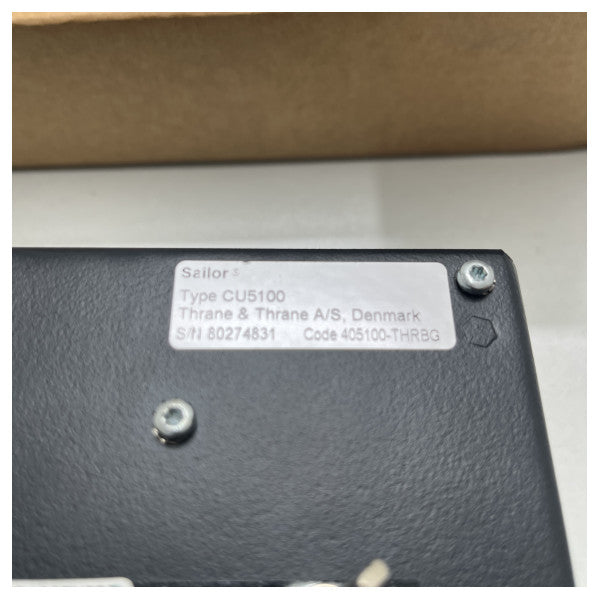 Sailor
Type CU5100
Thrane & Thrane A/S, Denmark
S/N 80274831 Code 405100-THRBG